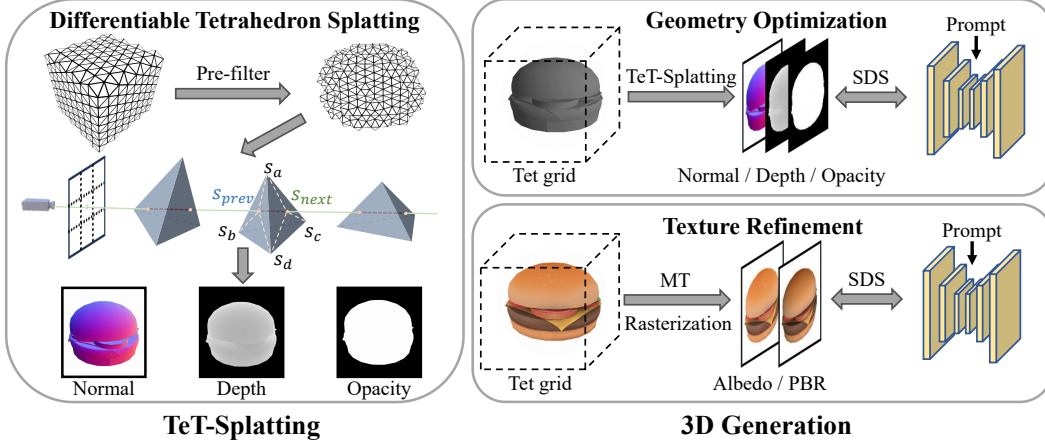 Differentiable Tetrahedron Splatting
Pre-filter
s_a
s_prev
s_next
s_b
s_c
s_d
Normal
Depth
Opacity
TeT-Splatting
Geometry Optimization
Prompt
TeT-Splatting
SDS
Tet grid
Normal / Depth / Opacity
Texture Refinement
Prompt
MT
SDS
Rasterization
Tet grid
Albedo / PBR
3D Generation